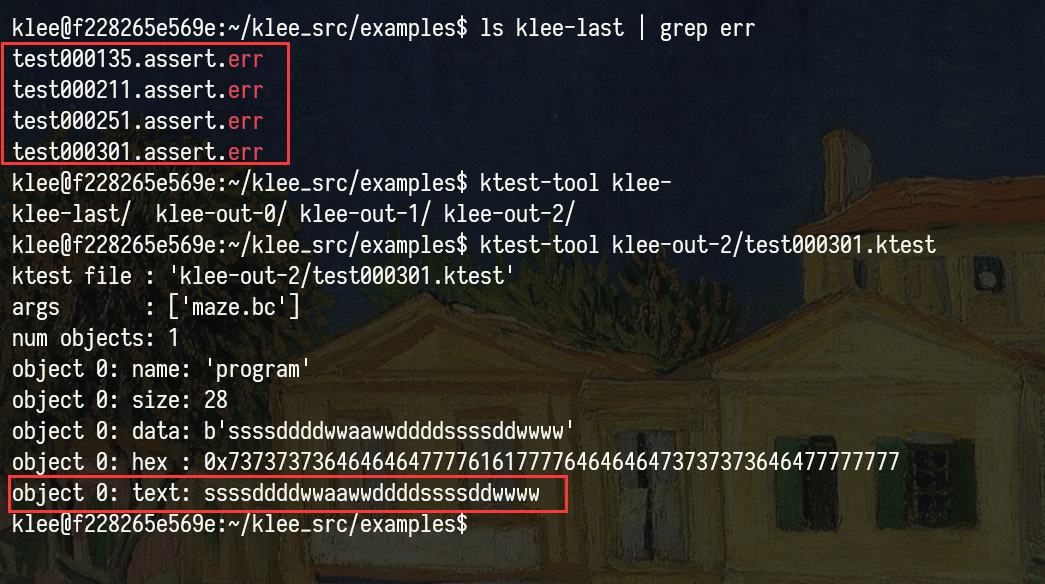 klee@f228265e569e:~/klee_src/examples$ ls klee-last | grep err
test000135.assert.err
test000211.assert.err
test000251.assert.err
test000301.assert.err
klee@f228265e569e:~/klee_src/examples$ ktest-tool klee-
klee-last/  klee-out-0/ klee-out-1/ klee-out-2/
klee@f228265e569e:~/klee_src/examples$ ktest-tool klee-out-2/test000301.ktest
ktest file : 'klee-out-2/test000301.ktest'
args       : ['maze.bc']
num objects: 1
object 0: name: 'program'
object 0: size: 28
object 0: data: b'ssssddddwwaawwddddssssddwwww'
object 0: hex : 0x73737373646464647777616177776464646473737373646477777777
object 0: text: ssssddddwwaawwddddssssddwwww
klee@f228265e569e:~/klee_src/examples$